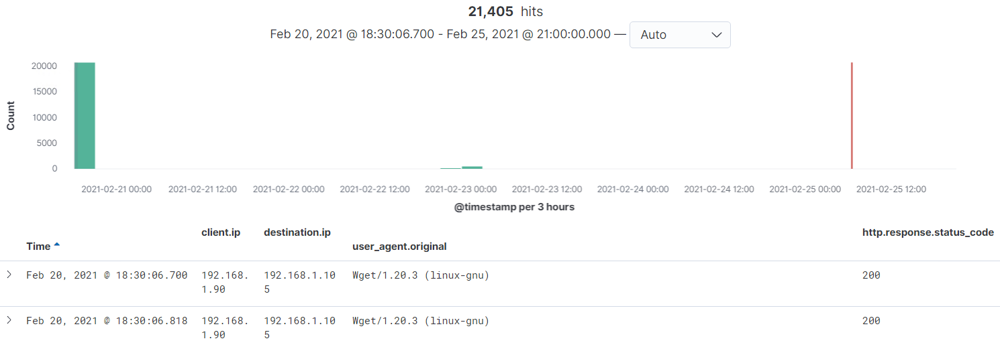 21,405 hits
Feb 20, 2021 @ 18:30:06.700 - Feb 25, 2021 @ 21:00:00.000 — Auto
20000
15000
10000
5000
0
Count
2021-02-21 00:00 2021-02-21 12:00 2021-02-22 00:00 2021-02-22 12:00 2021-02-23 00:00 2021-02-23 12:00 2021-02-24 00:00 2021-02-24 12:00 2021-02-25 00:00 2021-02-25 12:00
@timestamp per 3 hours
Time client.ip destination.ip user_agent.original http.response.status_code
Feb 20, 2021 @ 18:30:06.700 192.168. 192.168.1.10 Wget/1.20.3 (linux-gnu) 200
1.90 5
Feb 20, 2021 @ 18:30:06.818 192.168. 192.168.1.10 Wget/1.20.3 (linux-gnu) 200
1.90 5